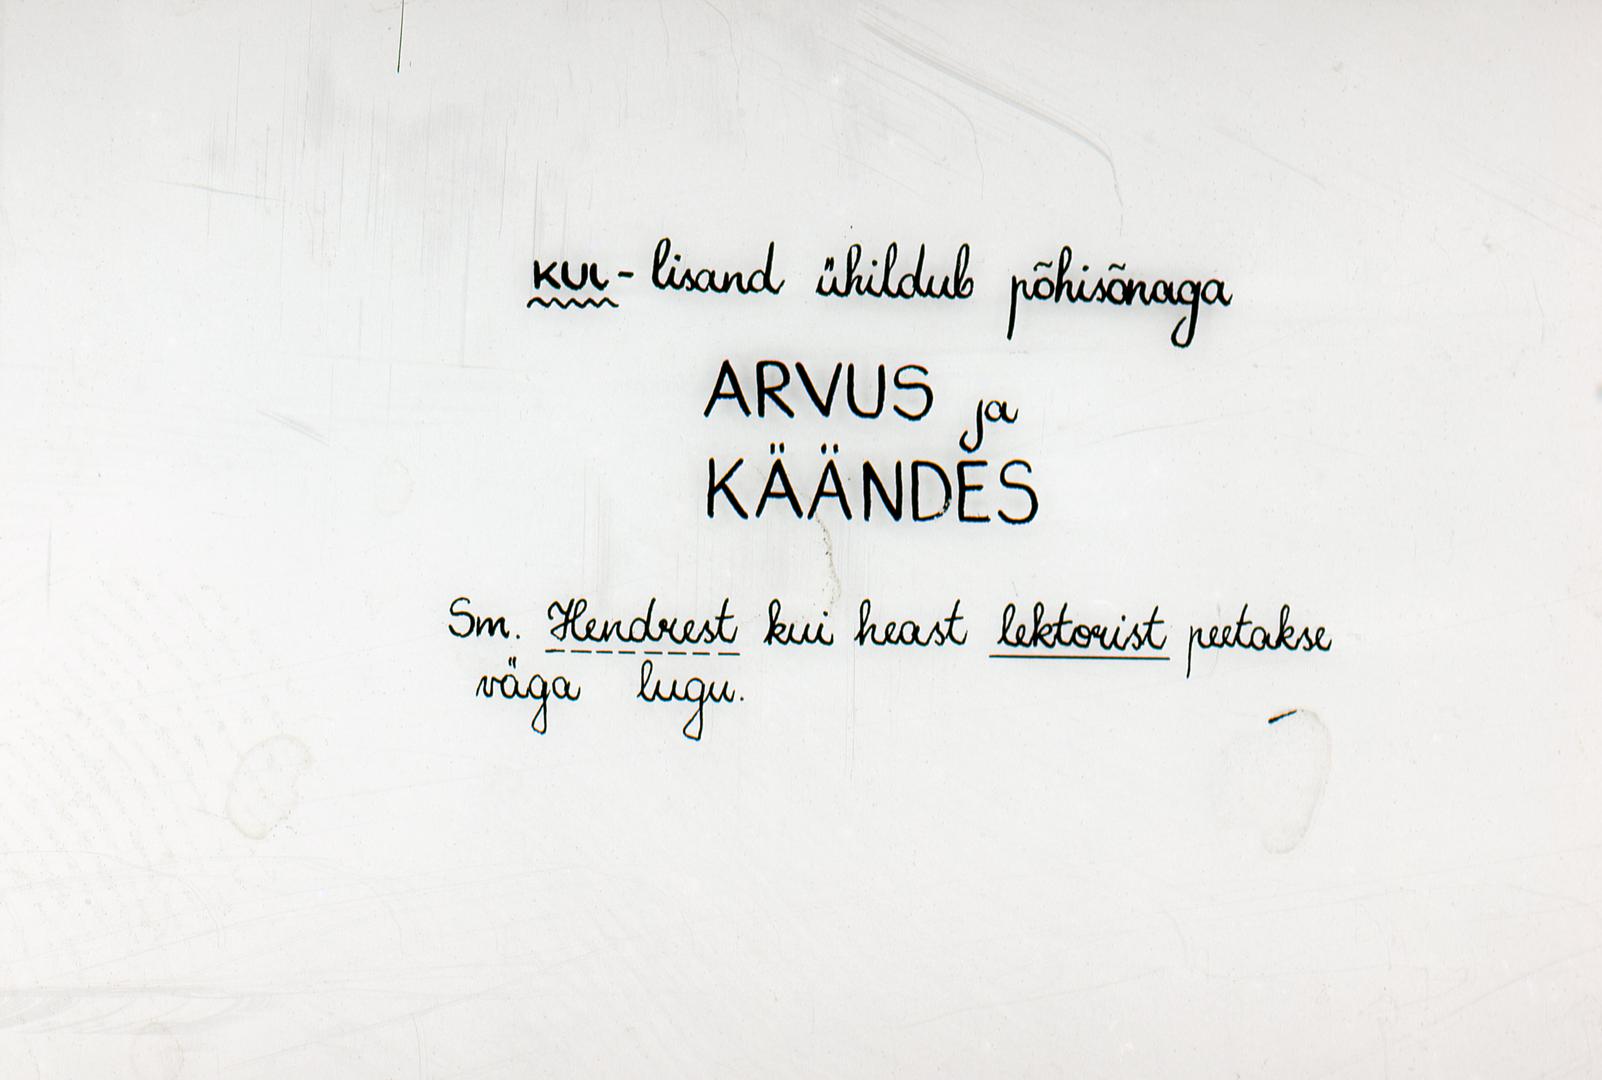 kui-lisand ühildub põhisõnaga
ARVUS ja
KÄÄNDES
Sm. Hendrest kui heast lektorist peetakse
väga lugu.